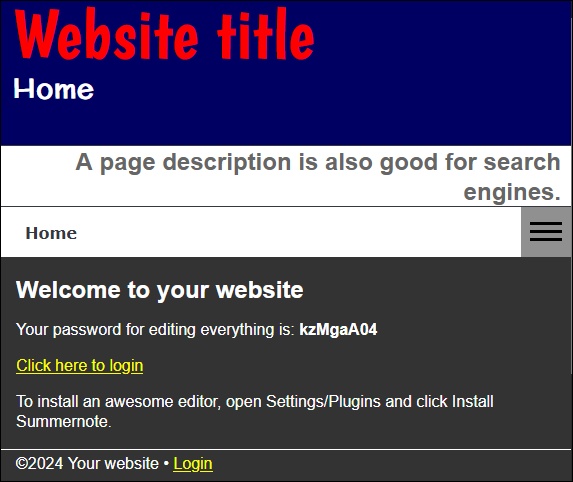 Website title
Home
A page description is also good for search
engines.
Home
Welcome to your website
Your password for editing everything is: kzMgaA04
Click here to login
To install an awesome editor, open Settings/Plugins and click Install
Summernote.
©2024 Your website • Login